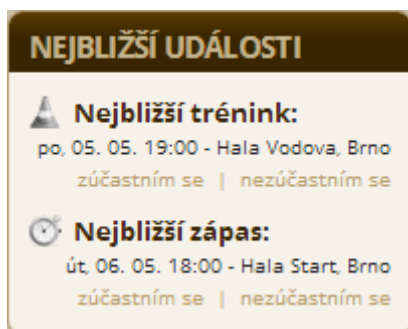 NEJBLIŽŠÍ UDÁLOSTI
Nejbližší trénink:
po, 05. 05. 19:00 - Hala Vodova, Brno
zúčastním se | nezúčastním se
Nejbližší zápas:
út, 06. 05. 18:00 - Hala Start, Brno
zúčastním se | nezúčastním se